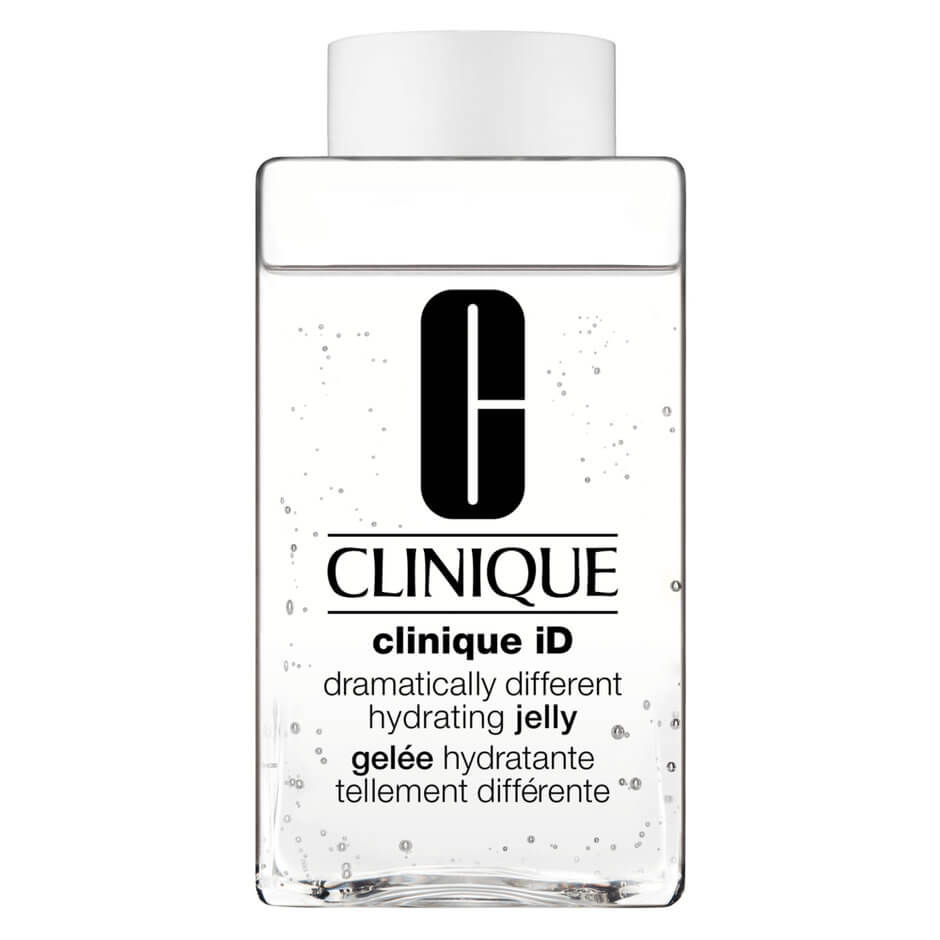 C
CLINIQUE
clinique iD
dramatically different
hydrating jelly
gelée hydratante
tellement différente